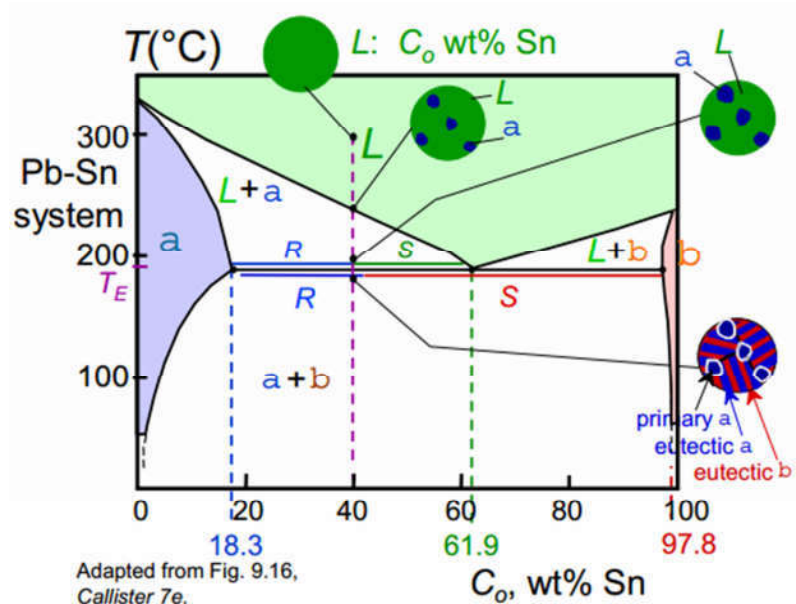 T(°C)
L: Cₒ wt% Sn
a
L
L
a
300
L
Pb-Sn
system
L+a
a
200
R
S
L+b
b
T_E
R
S
100
a+b
primary a
eutectic a
eutectic b
0
20
40
60
80
100
18.3
61.9
97.8
Adapted from Fig. 9.16,
Callister 7e.
Cₒ, wt% Sn